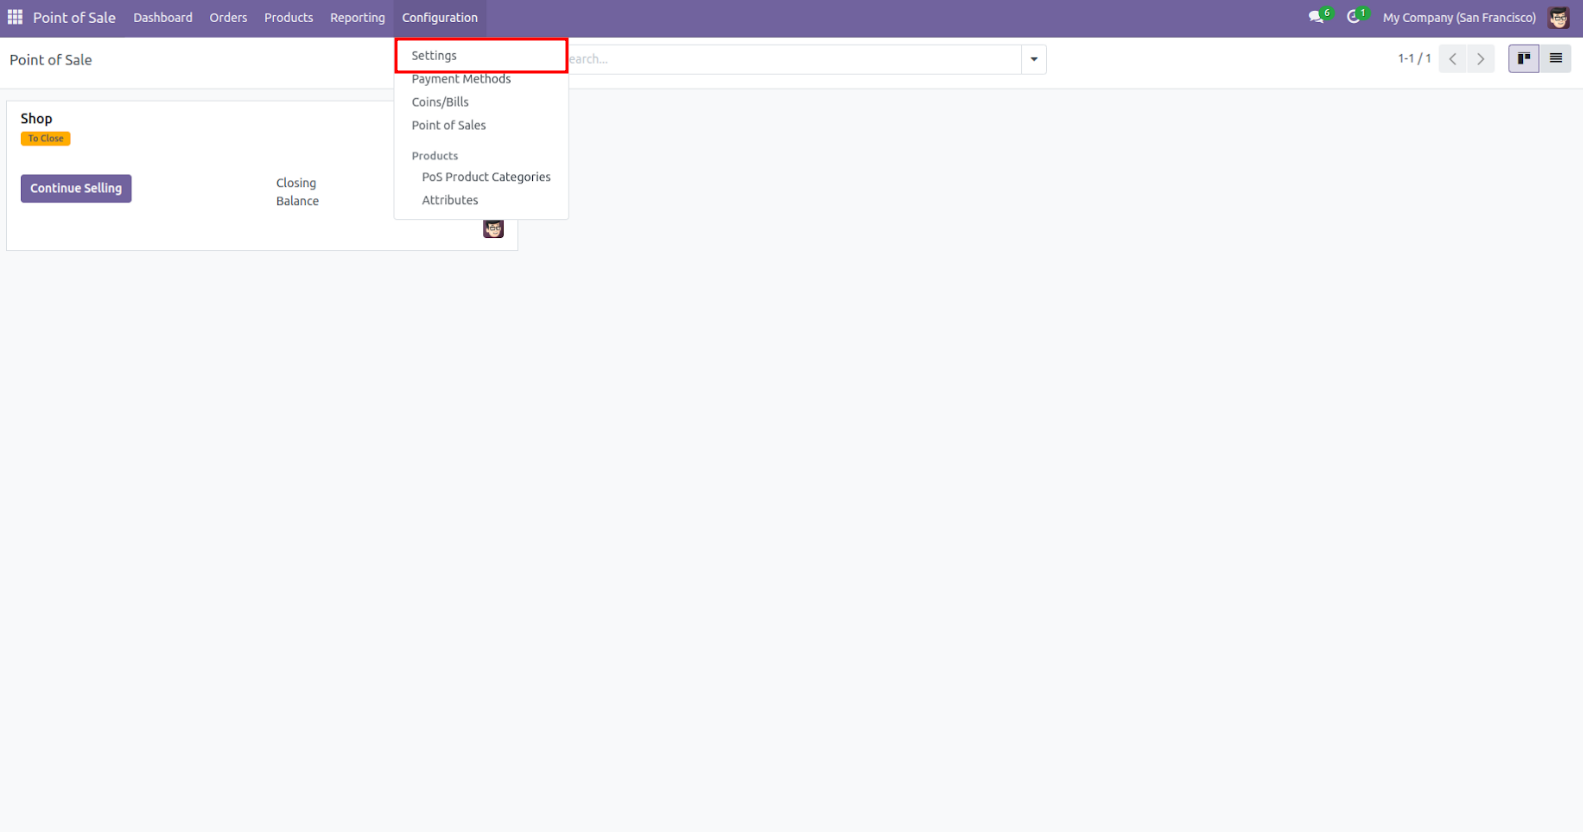 Point of Sale Dashboard Orders Products Reporting Configuration 6 1 My Company (San Francisco)
Point of Sale earch... 1-1 / 1
Settings
Payment Methods
Coins/Bills
Point of Sales
Products
PoS Product Categories
Attributes
Shop
To Close
Continue Selling
Closing
Balance